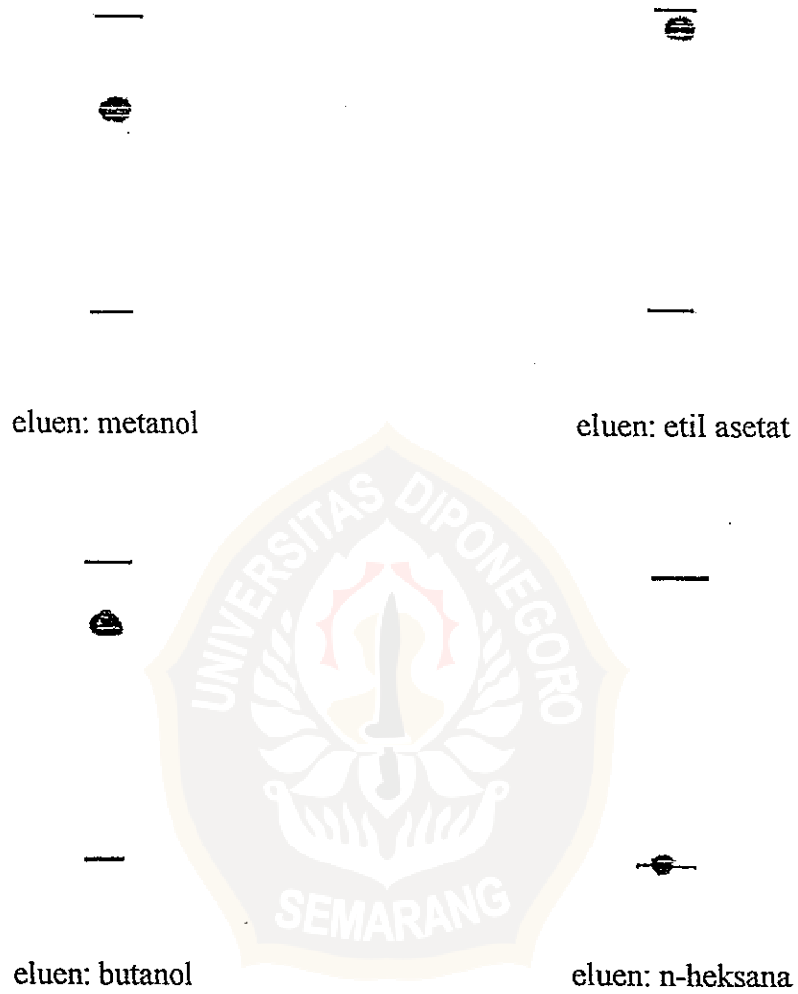 eluen: metanol
eluen: etil asetat
UNIVERSITAS DIPONEGORO
SEMARANG
eluen: butanol
eluen: n-heksana